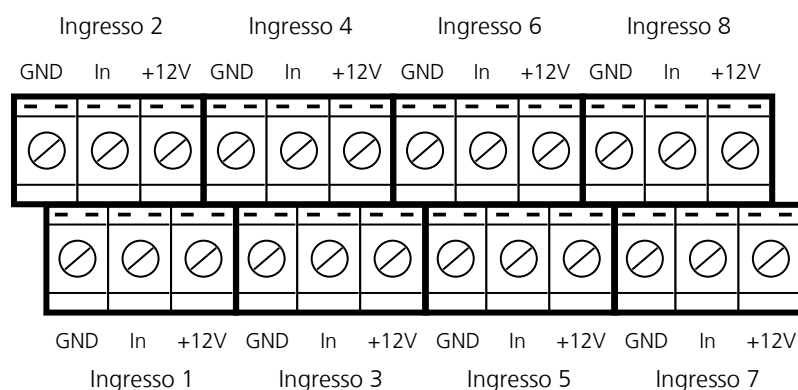 Ingresso 2 Ingresso 4 Ingresso 6 Ingresso 8
GND In +12V GND In +12V GND In +12V GND In +12V
GND In +12V GND In +12V GND In +12V GND In +12V
Ingresso 1 Ingresso 3 Ingresso 5 Ingresso 7